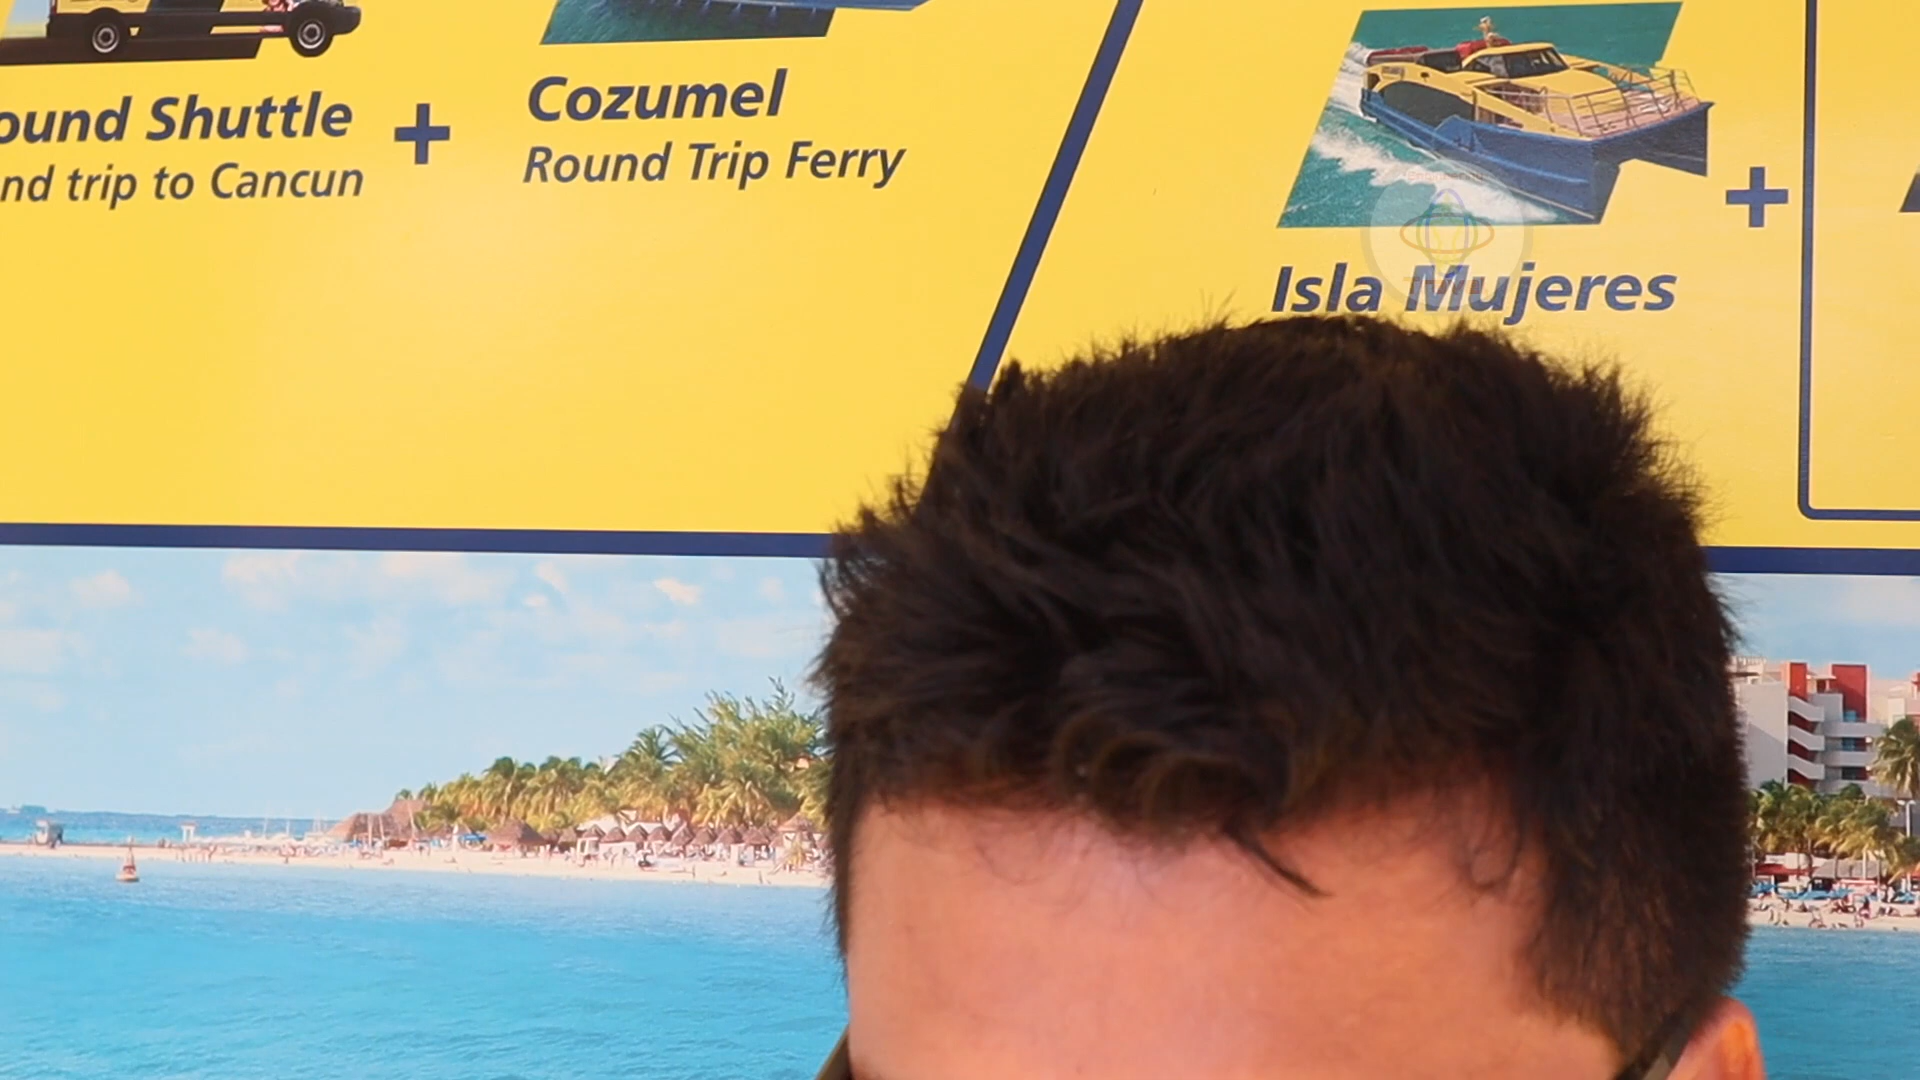 ound Shuttle
nd trip to Cancun
+
Cozumel
Round Trip Ferry
Isla Mujeres
+